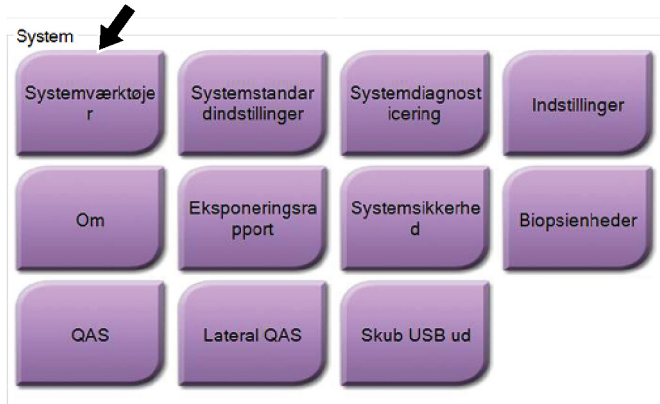 System
Systemværktøje
r
Systemstandar
dindstillinger
Systemdiagnost
icering
Indstillinger
Om
Eksponeringsra
pport
Systemsikkerhe
d
Biopsienheder
QAS
Lateral QAS
Skub USB ud